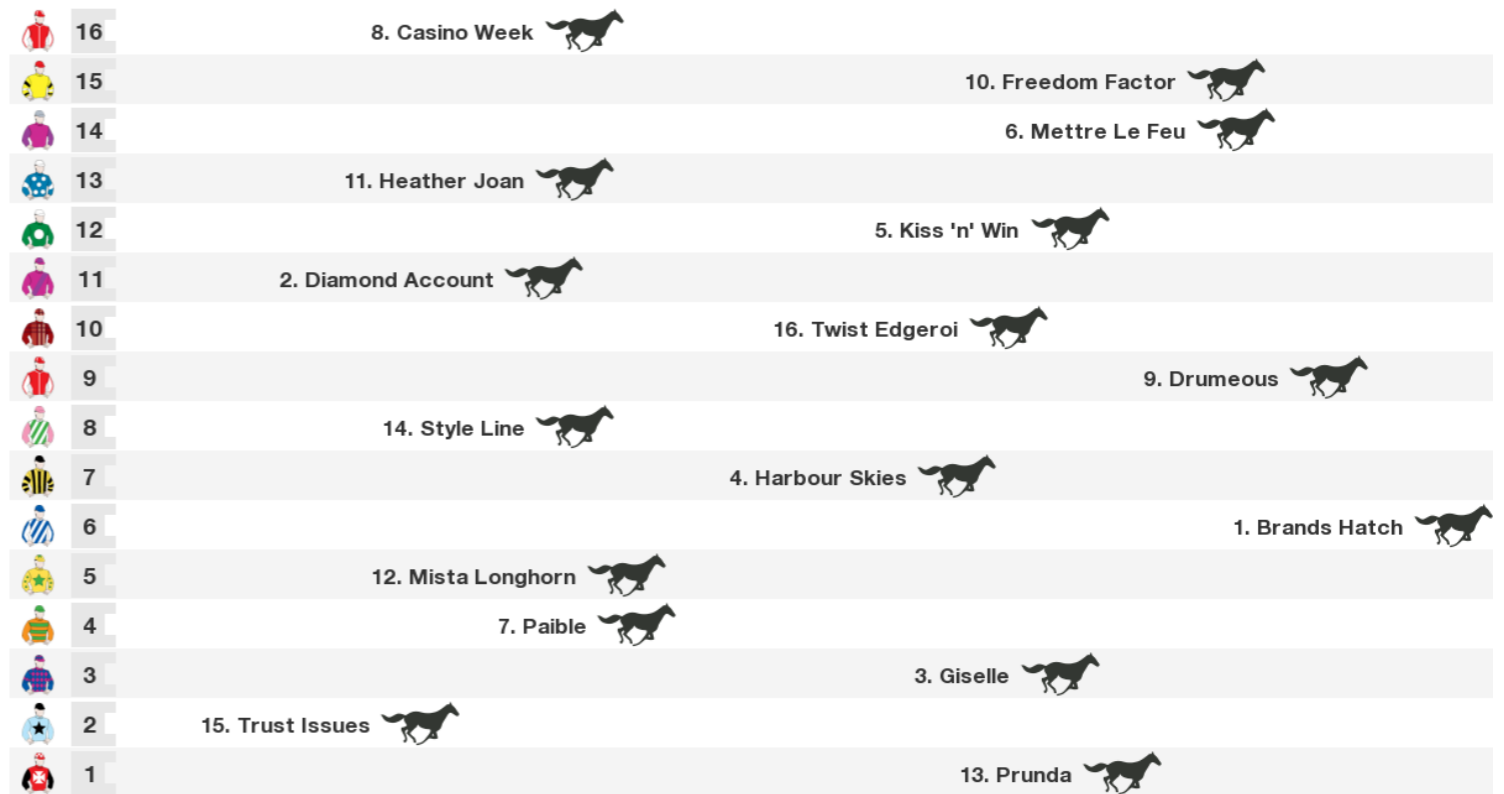 16 8. Casino Week
15 10. Freedom Factor
14 6. Mettre Le Feu
13 11. Heather Joan
12 5. Kiss 'n' Win
11 2. Diamond Account
10 16. Twist Edgeroi
9 9. Drumeous
8 14. Style Line
7 4. Harbour Skies
6 1. Brands Hatch
5 12. Mista Longhorn
4 7. Paible
3 3. Giselle
2 15. Trust Issues
1 13. Prunda